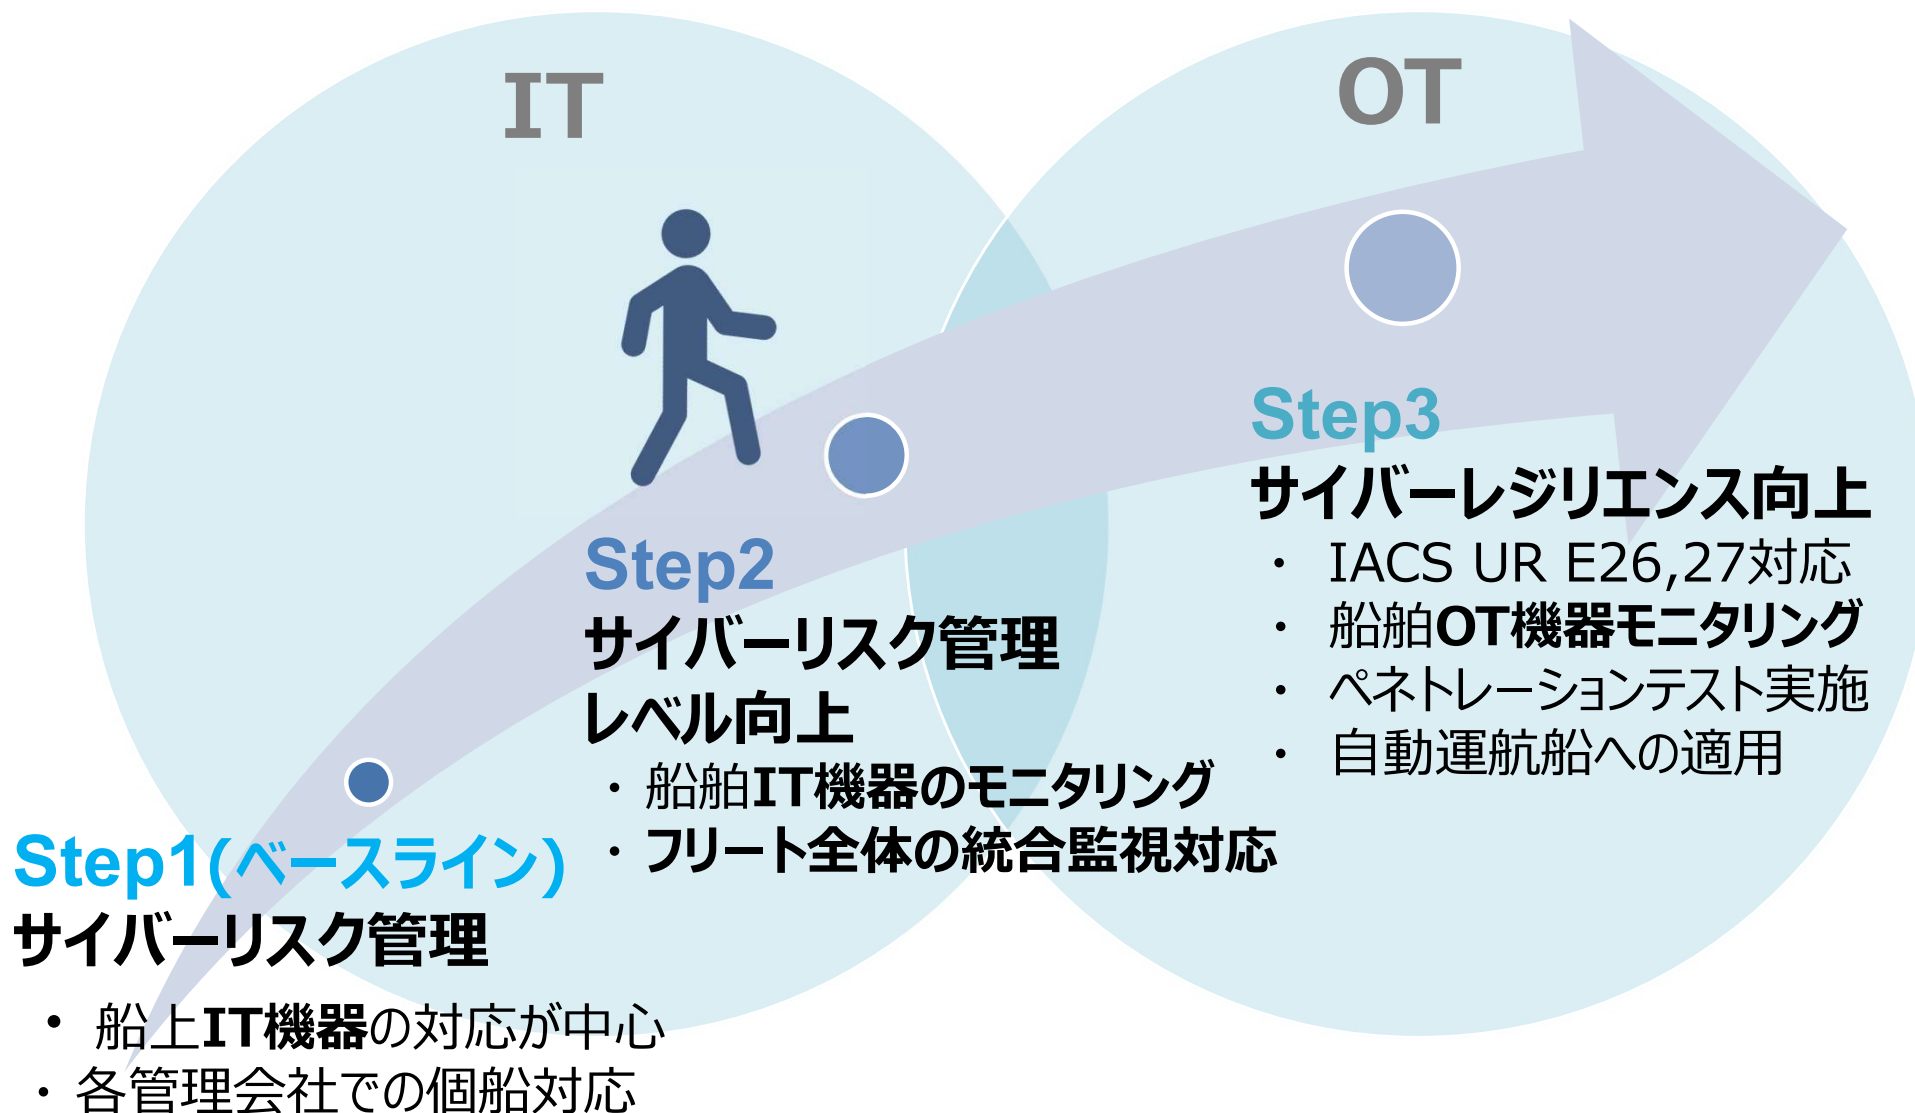 IT
OT
Step1(ベースライン)
サイバーリスク管理
・ 船上IT機器の対応が中心
・各管理会社での個船対応
Step2
サイバーリスク管理
レベル向上
・船舶IT機器のモニタリング
・フリート全体の統合監視対応
Step3
サイバーレジリエンス向上
・ IACS UR E26,27対応
・ 船舶OT機器モニタリング
・ ペネトレーションテスト実施
・ 自動運航船への適用